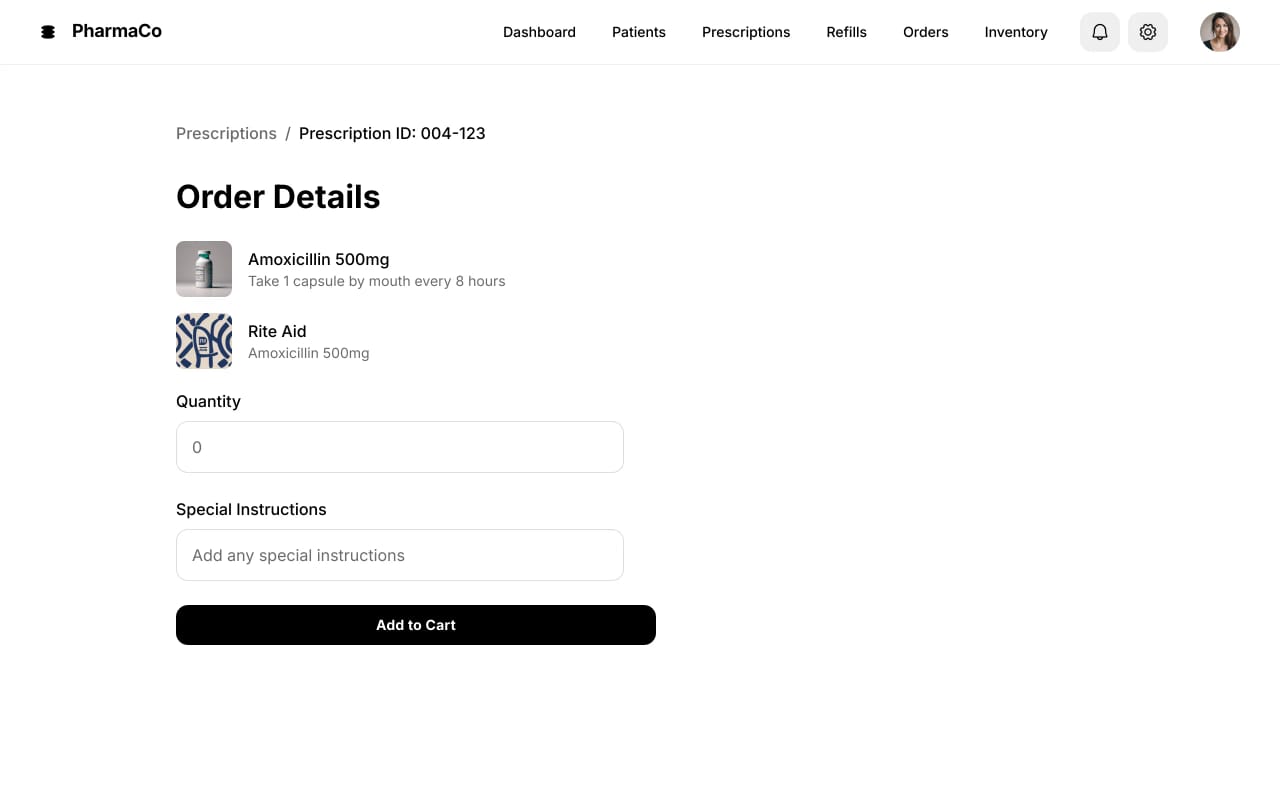 PharmaCo
Dashboard Patients Prescriptions Refills Orders Inventory
Prescriptions / Prescription ID: 004-123
Order Details
Amoxicillin 500mg
Take 1 capsule by mouth every 8 hours
Rite Aid
Amoxicillin 500mg
Quantity
0
Special Instructions
Add any special instructions
Add to Cart